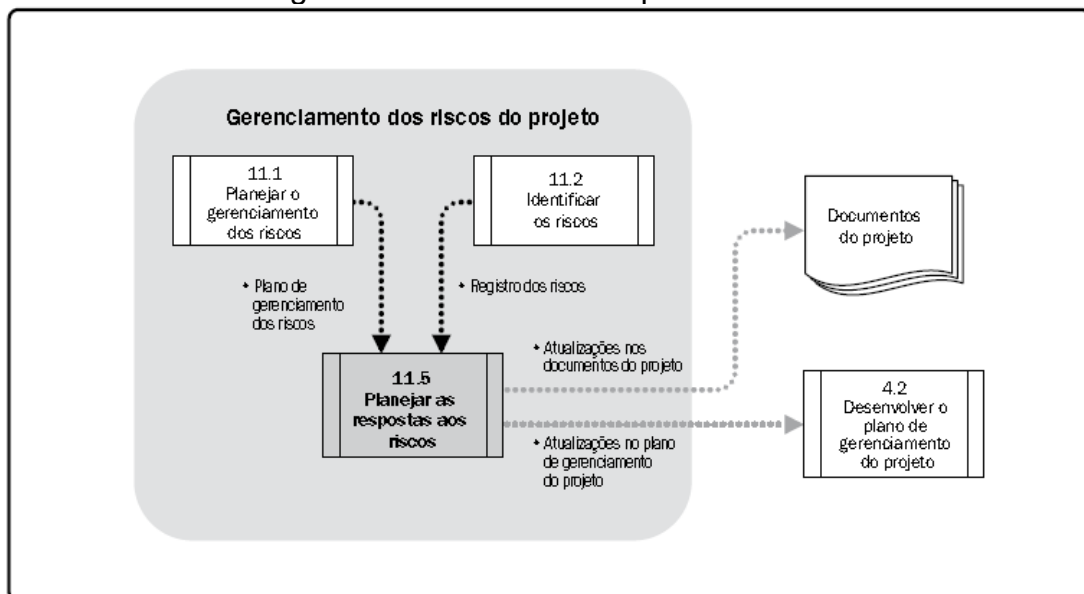 Gerenciamento dos riscos do projeto
11.1
Planejar o
gerenciamento
dos riscos
11.2
Identificar
os riscos
Documentos
do projeto
• Plano de
gerenciamento
dos riscos
• Registro dos riscos
11.5
Planejar as
respostas aos
riscos
• Atualizações nos
documentos do projeto
• Atualizações no plano
de gerenciamento
do projeto
4.2
Desenvolver o
plano de
gerenciamento
do projeto